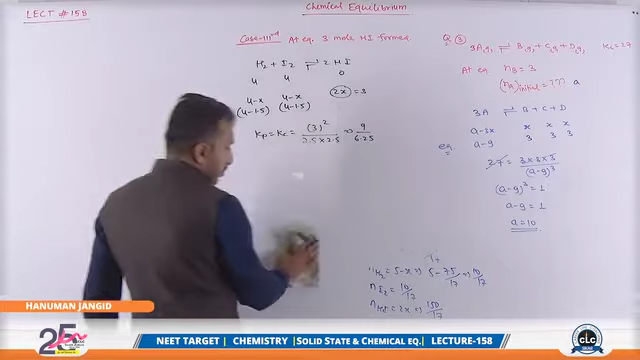 LECT # 158
Chemical Equilibrium
Case-III At eq. 3 mole HI formed.
H₂ + I₂ ⇌ 2HI
4 4 0
4-x 4-x 2x = 3
(4-1.5) (4-1.5)
Kp = Kc = (3)² / 2.5 × 2.5 ⇒ 9 / 6.25
Q (3) 3A(g) ⇌ B(g) + C(g) + D(g) Kc = 27
At eq. nB = 3
(nA)initial = ??? a
3A ⇌ B + C + D
a-3x x x x
eq. a-9 3 3 3
27 = 3×3×3 / (a-9)³
(a-9)³ = 1
a-9 = 1
a = 10
17
nH₂ = 5-x ⇒ 5 - 75/17 ⇒ 10/17
nI₂ = 10/17
nHI = 2x ⇒ 150/17
HANUMAN JANGID
25
NEET TARGET | CHEMISTRY |SOLID STATE & CHEMICAL EQ.| LECTURE-158
CLC